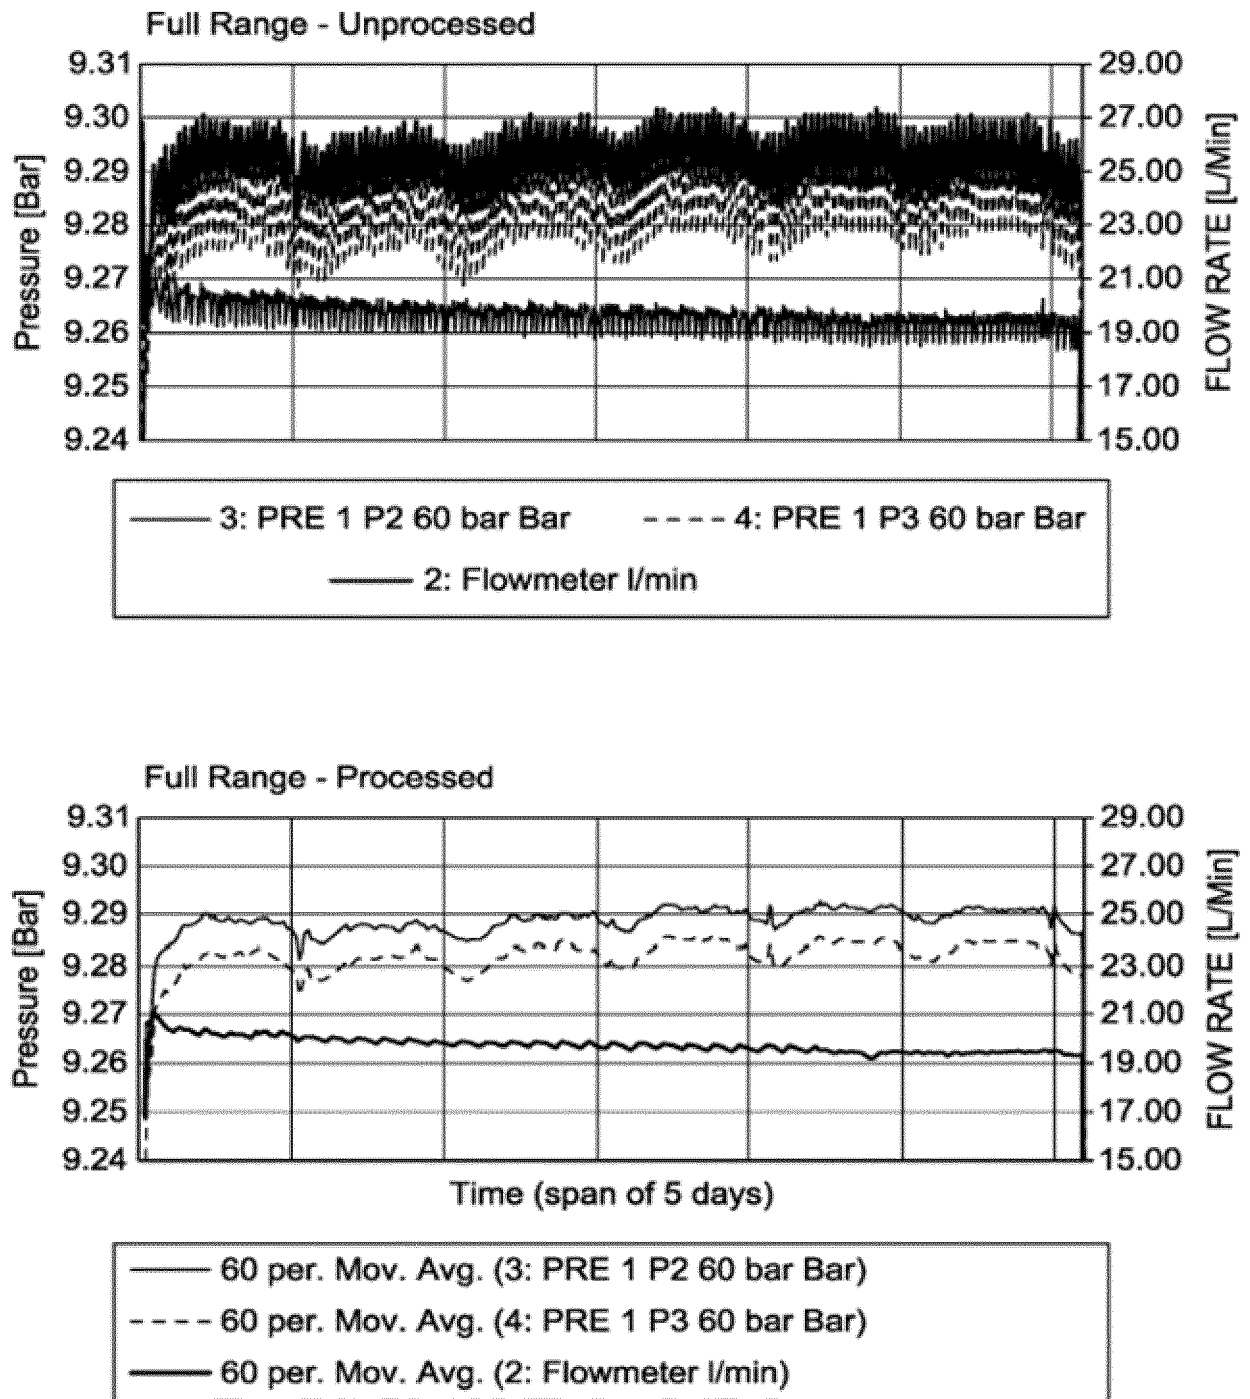 Full Range - Unprocessed
9.31
9.30
9.29
9.28
9.27
9.26
9.25
9.24
Pressure [Bar]
29.00
27.00
25.00
23.00
21.00
19.00
17.00
15.00
FLOW RATE [L/Min]
3: PRE 1 P2 60 bar Bar
4: PRE 1 P3 60 bar Bar
2: Flowmeter l/min
Full Range - Processed
9.31
9.30
9.29
9.28
9.27
9.26
9.25
9.24
Pressure [Bar]
29.00
27.00
25.00
23.00
21.00
19.00
17.00
15.00
FLOW RATE [L/Min]
Time (span of 5 days)
60 per. Mov. Avg. (3: PRE 1 P2 60 bar Bar)
60 per. Mov. Avg. (4: PRE 1 P3 60 bar Bar)
60 per. Mov. Avg. (2: Flowmeter l/min)